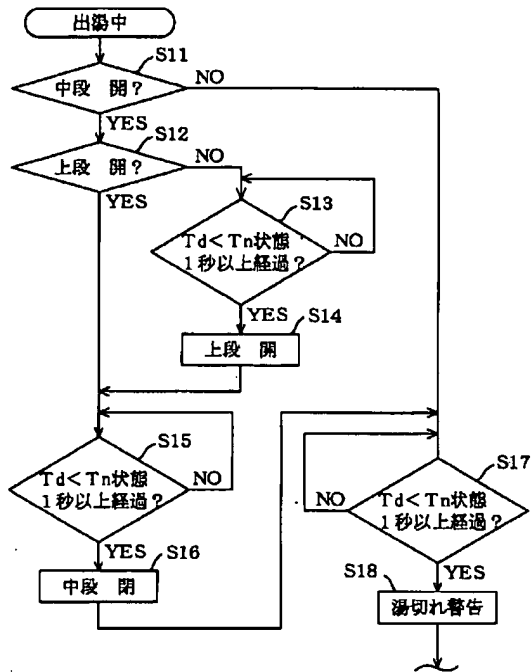 出湯中
S11
中段 開?
NO
YES
S12
上段 開?
NO
YES
S13
Td<Tn状態
1秒以上経過?
NO
YES
S14
上段 開
S15
Td<Tn状態
1秒以上経過?
NO
YES
S16
中段 閉
S17
Td<Tn状態
1秒以上経過?
NO
YES
S18
湯切れ警告